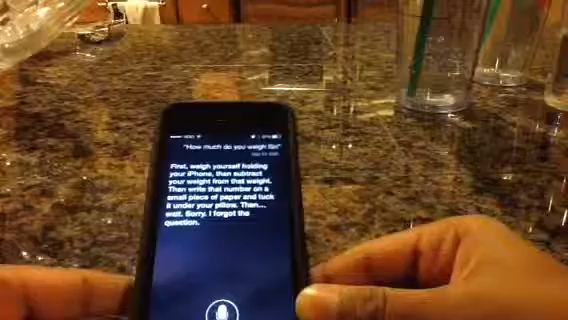 "How much do you weigh
First, weigh yourself holding
your iPhone, then subtract
your weight from that weight.
Then write that number on a
small piece of paper and tuck
it under your pillow. Then...
wait. Sorry. I forgot the
question.